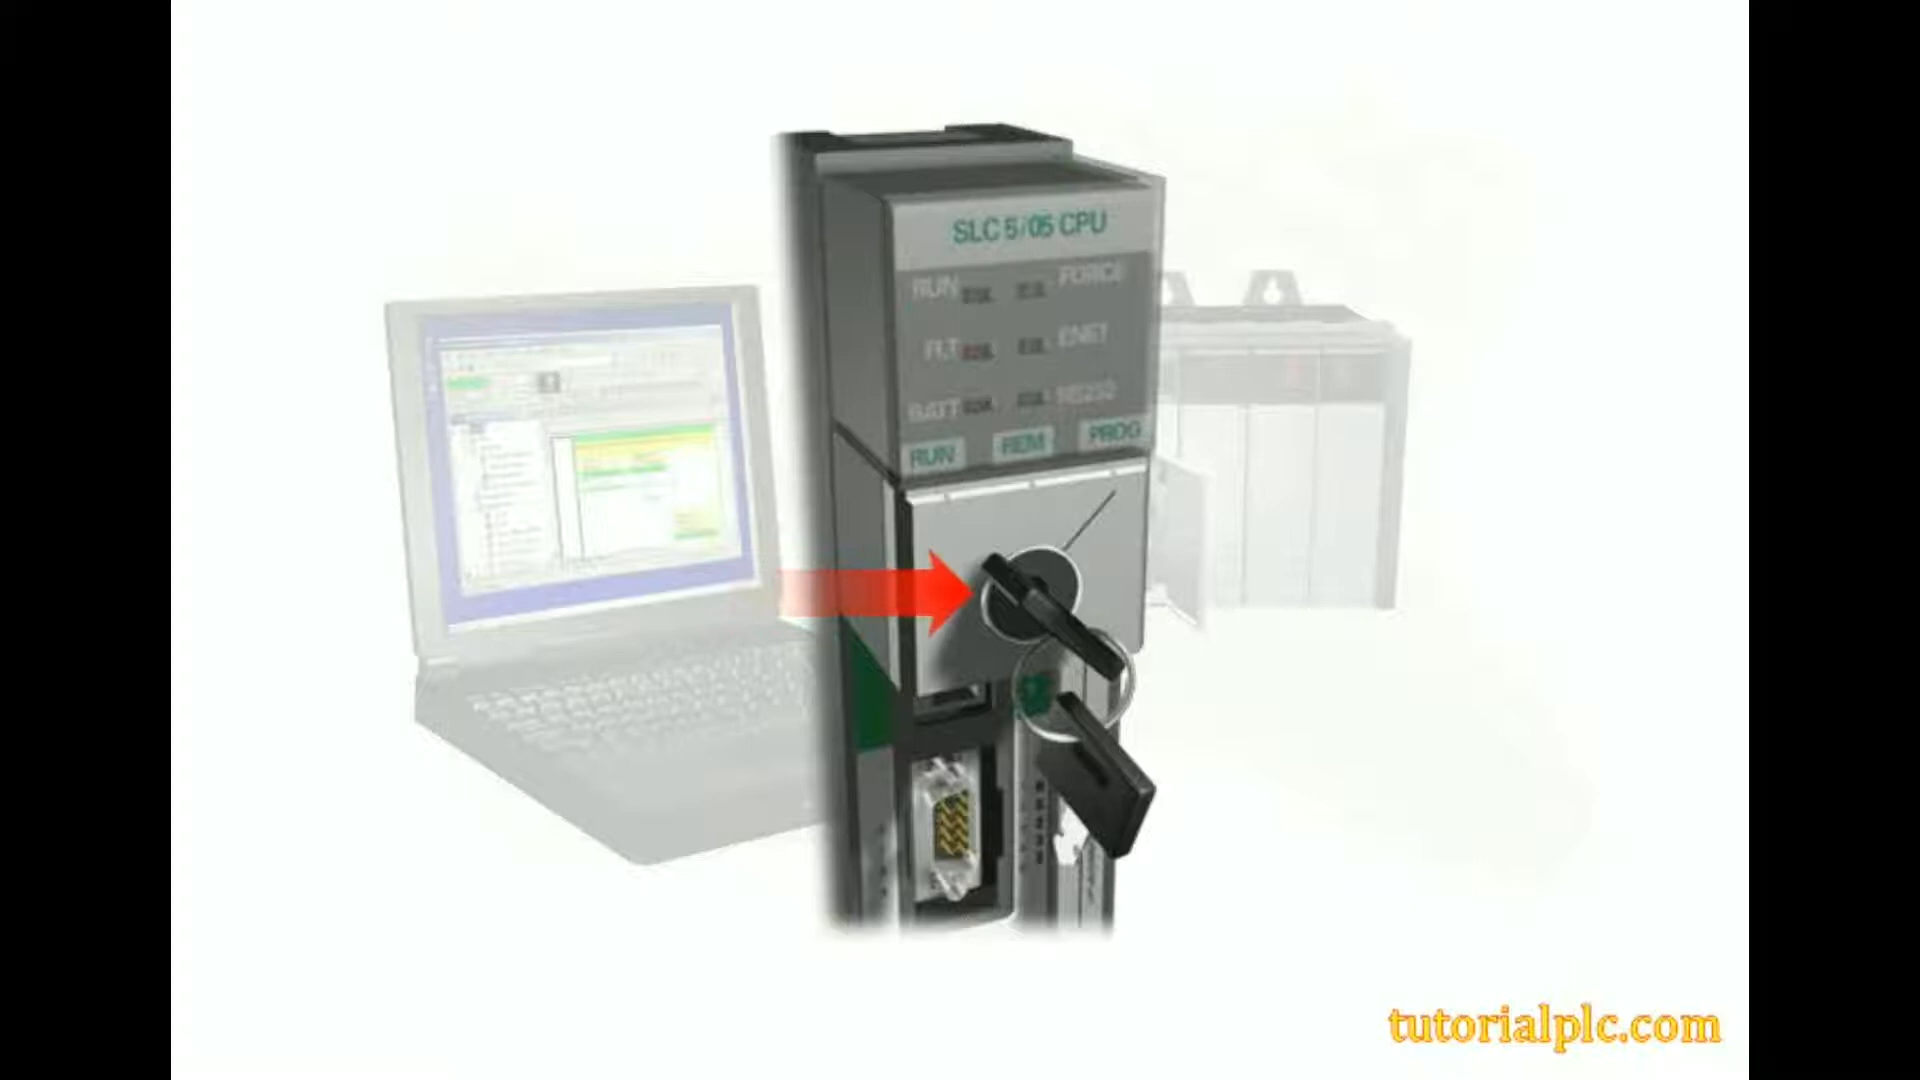 SLC 5/05 CPU
RUN FORCE
FLT ENET
BATT RS232
RUN REM PROG
tutorialplc.com